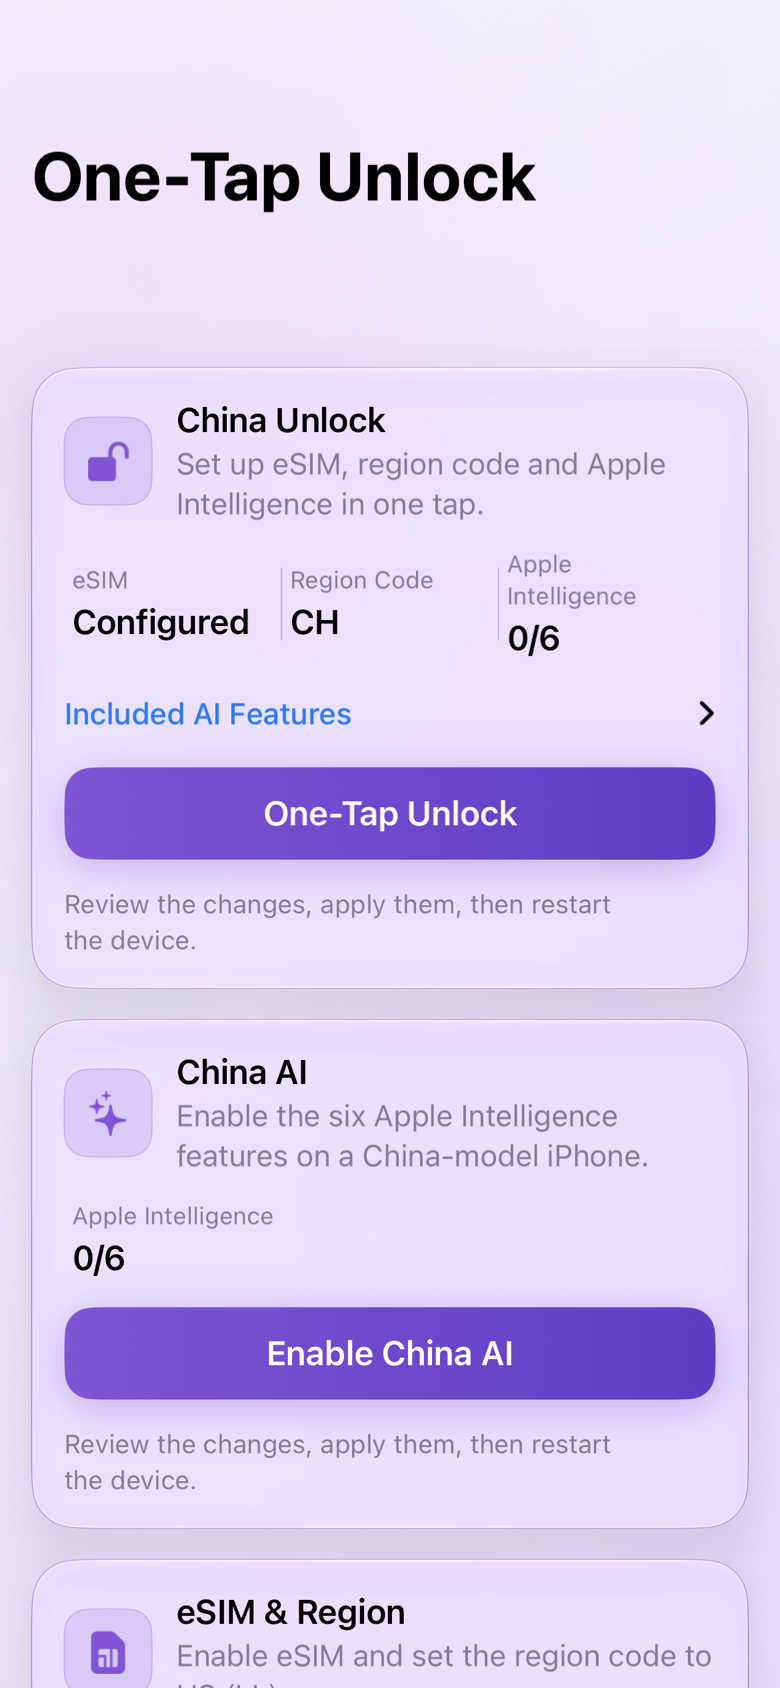 One-Tap Unlock
China Unlock
Set up eSIM, region code and Apple
Intelligence in one tap.
eSIM
Configured
Region Code
CH
Apple
Intelligence
0/6
Included AI Features
One-Tap Unlock
Review the changes, apply them, then restart
the device.
China AI
Enable the six Apple Intelligence
features on a China-model iPhone.
Apple Intelligence
0/6
Enable China AI
Review the changes, apply them, then restart
the device.
eSIM & Region
Enable eSIM and set the region code to